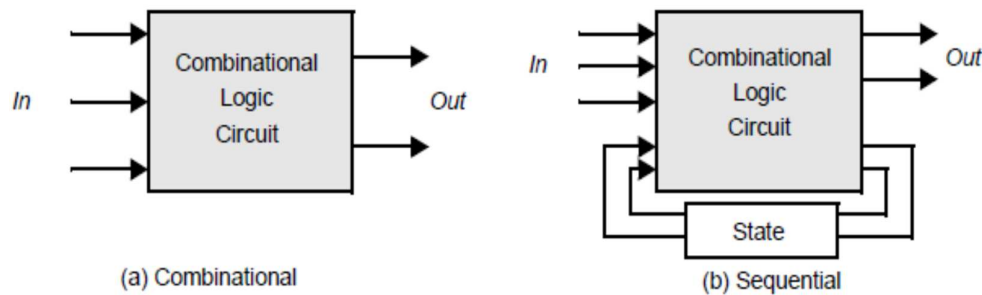 In
Combinational
Logic
Circuit
Out
(a) Combinational
In
Combinational
Logic
Circuit
Out
State
(b) Sequential